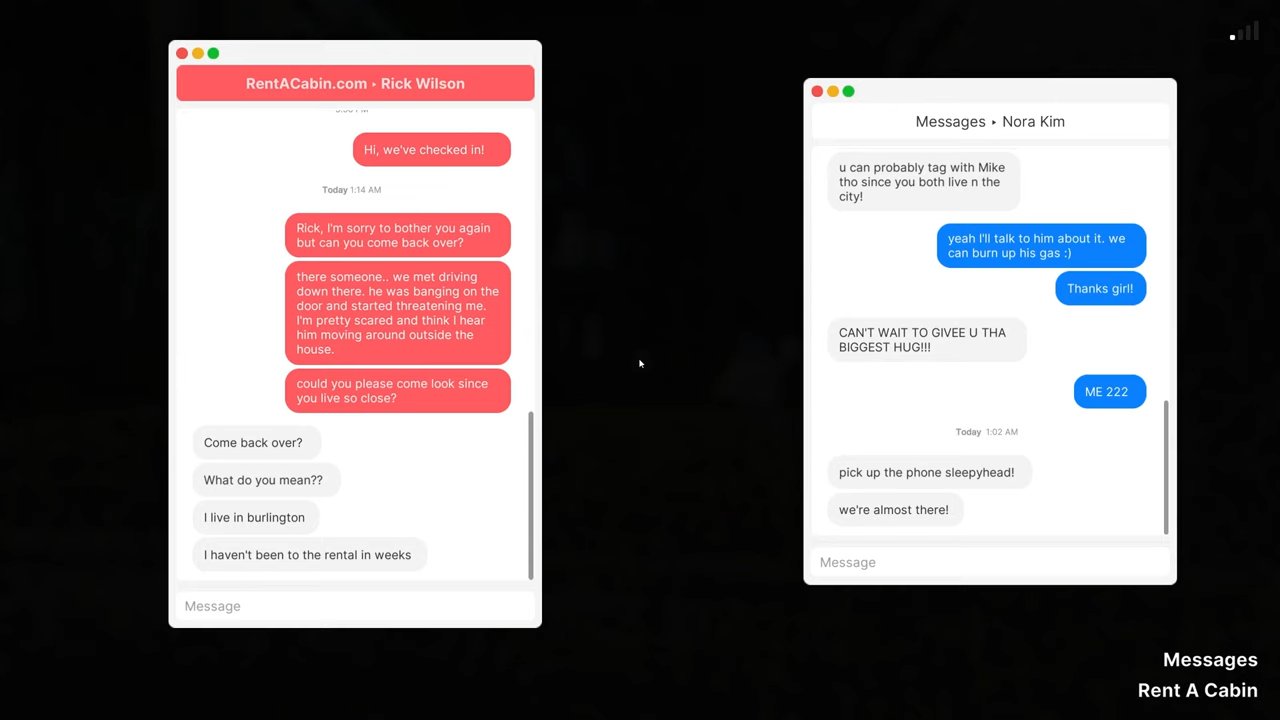 RentACabin.com ‣ Rick Wilson
Hi, we've checked in!
Today 1:14 AM
Rick, I'm sorry to bother you again
but can you come back over?
there someone.. we met driving
down there. he was banging on the
door and started threatening me.
I'm pretty scared and think I hear
him moving around outside the
house.
could you please come look since
you live so close?
Come back over?
What do you mean??
I live in burlington
I haven't been to the rental in weeks
Message
Messages ‣ Nora Kim
u can probably tag with Mike
tho since you both live n the
city!
yeah I'll talk to him about it. we
can burn up his gas :)
Thanks girl!
CAN'T WAIT TO GIVEE U THA
BIGGEST HUG!!!
ME 222
Today 1:02 AM
pick up the phone sleepyhead!
we're almost there!
Message
Messages
Rent A Cabin